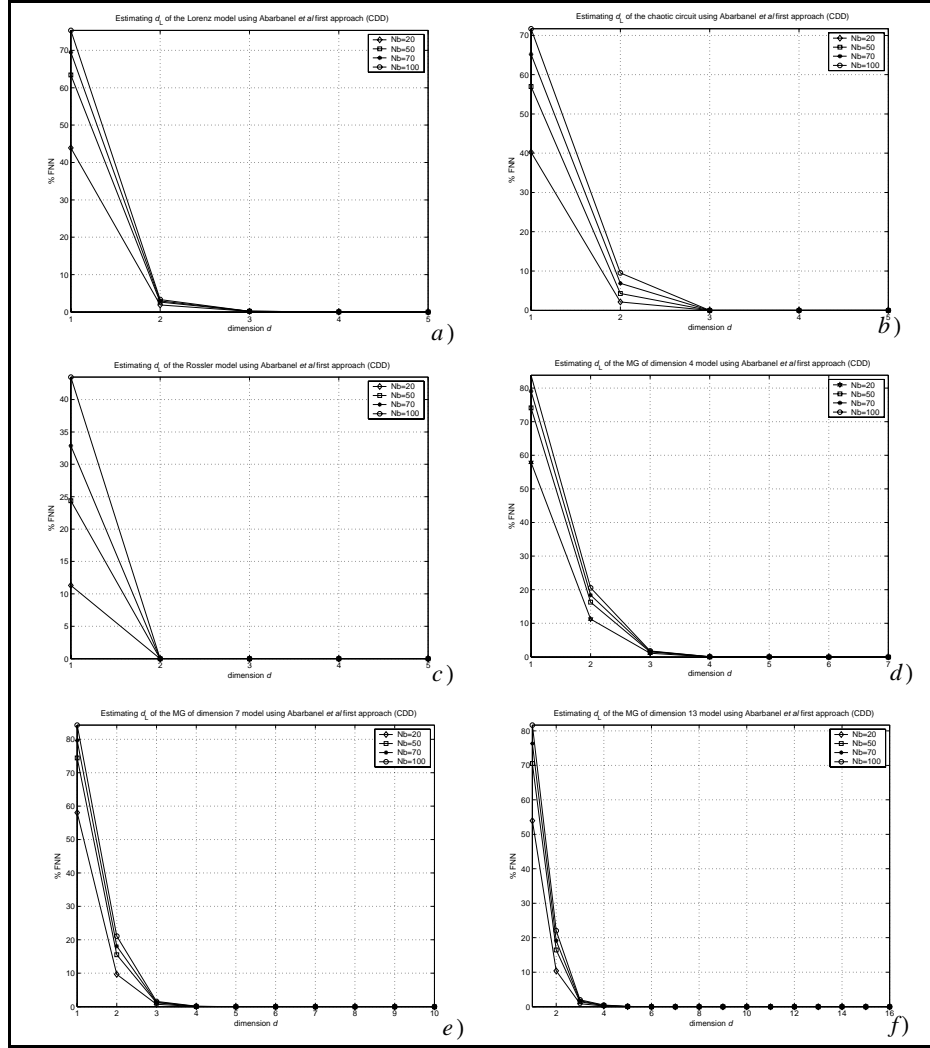 Estimating d_L of the Lorenz model using Abarbanel et al first approach (CDD)
Nb=20
Nb=50
Nb=70
Nb=100
% FNN
70
60
50
40
30
20
10
0
1 2 3 4 5
dimension d
a)
Estimating d_L of the chaotic circuit using Abarbanel et al first approach (CDD)
Nb=20
Nb=50
Nb=70
Nb=100
% FNN
70
60
50
40
30
20
10
0
1 2 3 4 5
dimension d
b)
Estimating d_L of the Rossler model using Abarbanel et al first approach (CDD)
Nb=20
Nb=50
Nb=70
Nb=100
% FNN
40
35
30
25
20
15
10
5
0
1 2 3 4 5
dimension d
c)
Estimating d_L of the MG of dimension 4 model using Abarbanel et al first approach (CDD)
Nb=20
Nb=50
Nb=70
Nb=100
% FNN
80
70
60
50
40
30
20
10
0
1 2 3 4 5 6 7
dimension d
d)
Estimating d_L of the MG of dimension 7 model using Abarbanel et al first approach (CDD)
Nb=20
Nb=50
Nb=70
Nb=100
% FNN
80
70
60
50
40
30
20
10
0
1 2 3 4 5 6 7 8 9 10
dimension d
e)
Estimating d_L of the MG of dimension 13 model using Abarbanel et al first approach (CDD)
Nb=20
Nb=50
Nb=70
Nb=100
% FNN
80
70
60
50
40
30
20
10
0
2 4 6 8 10 12 14 16
dimension d
f)